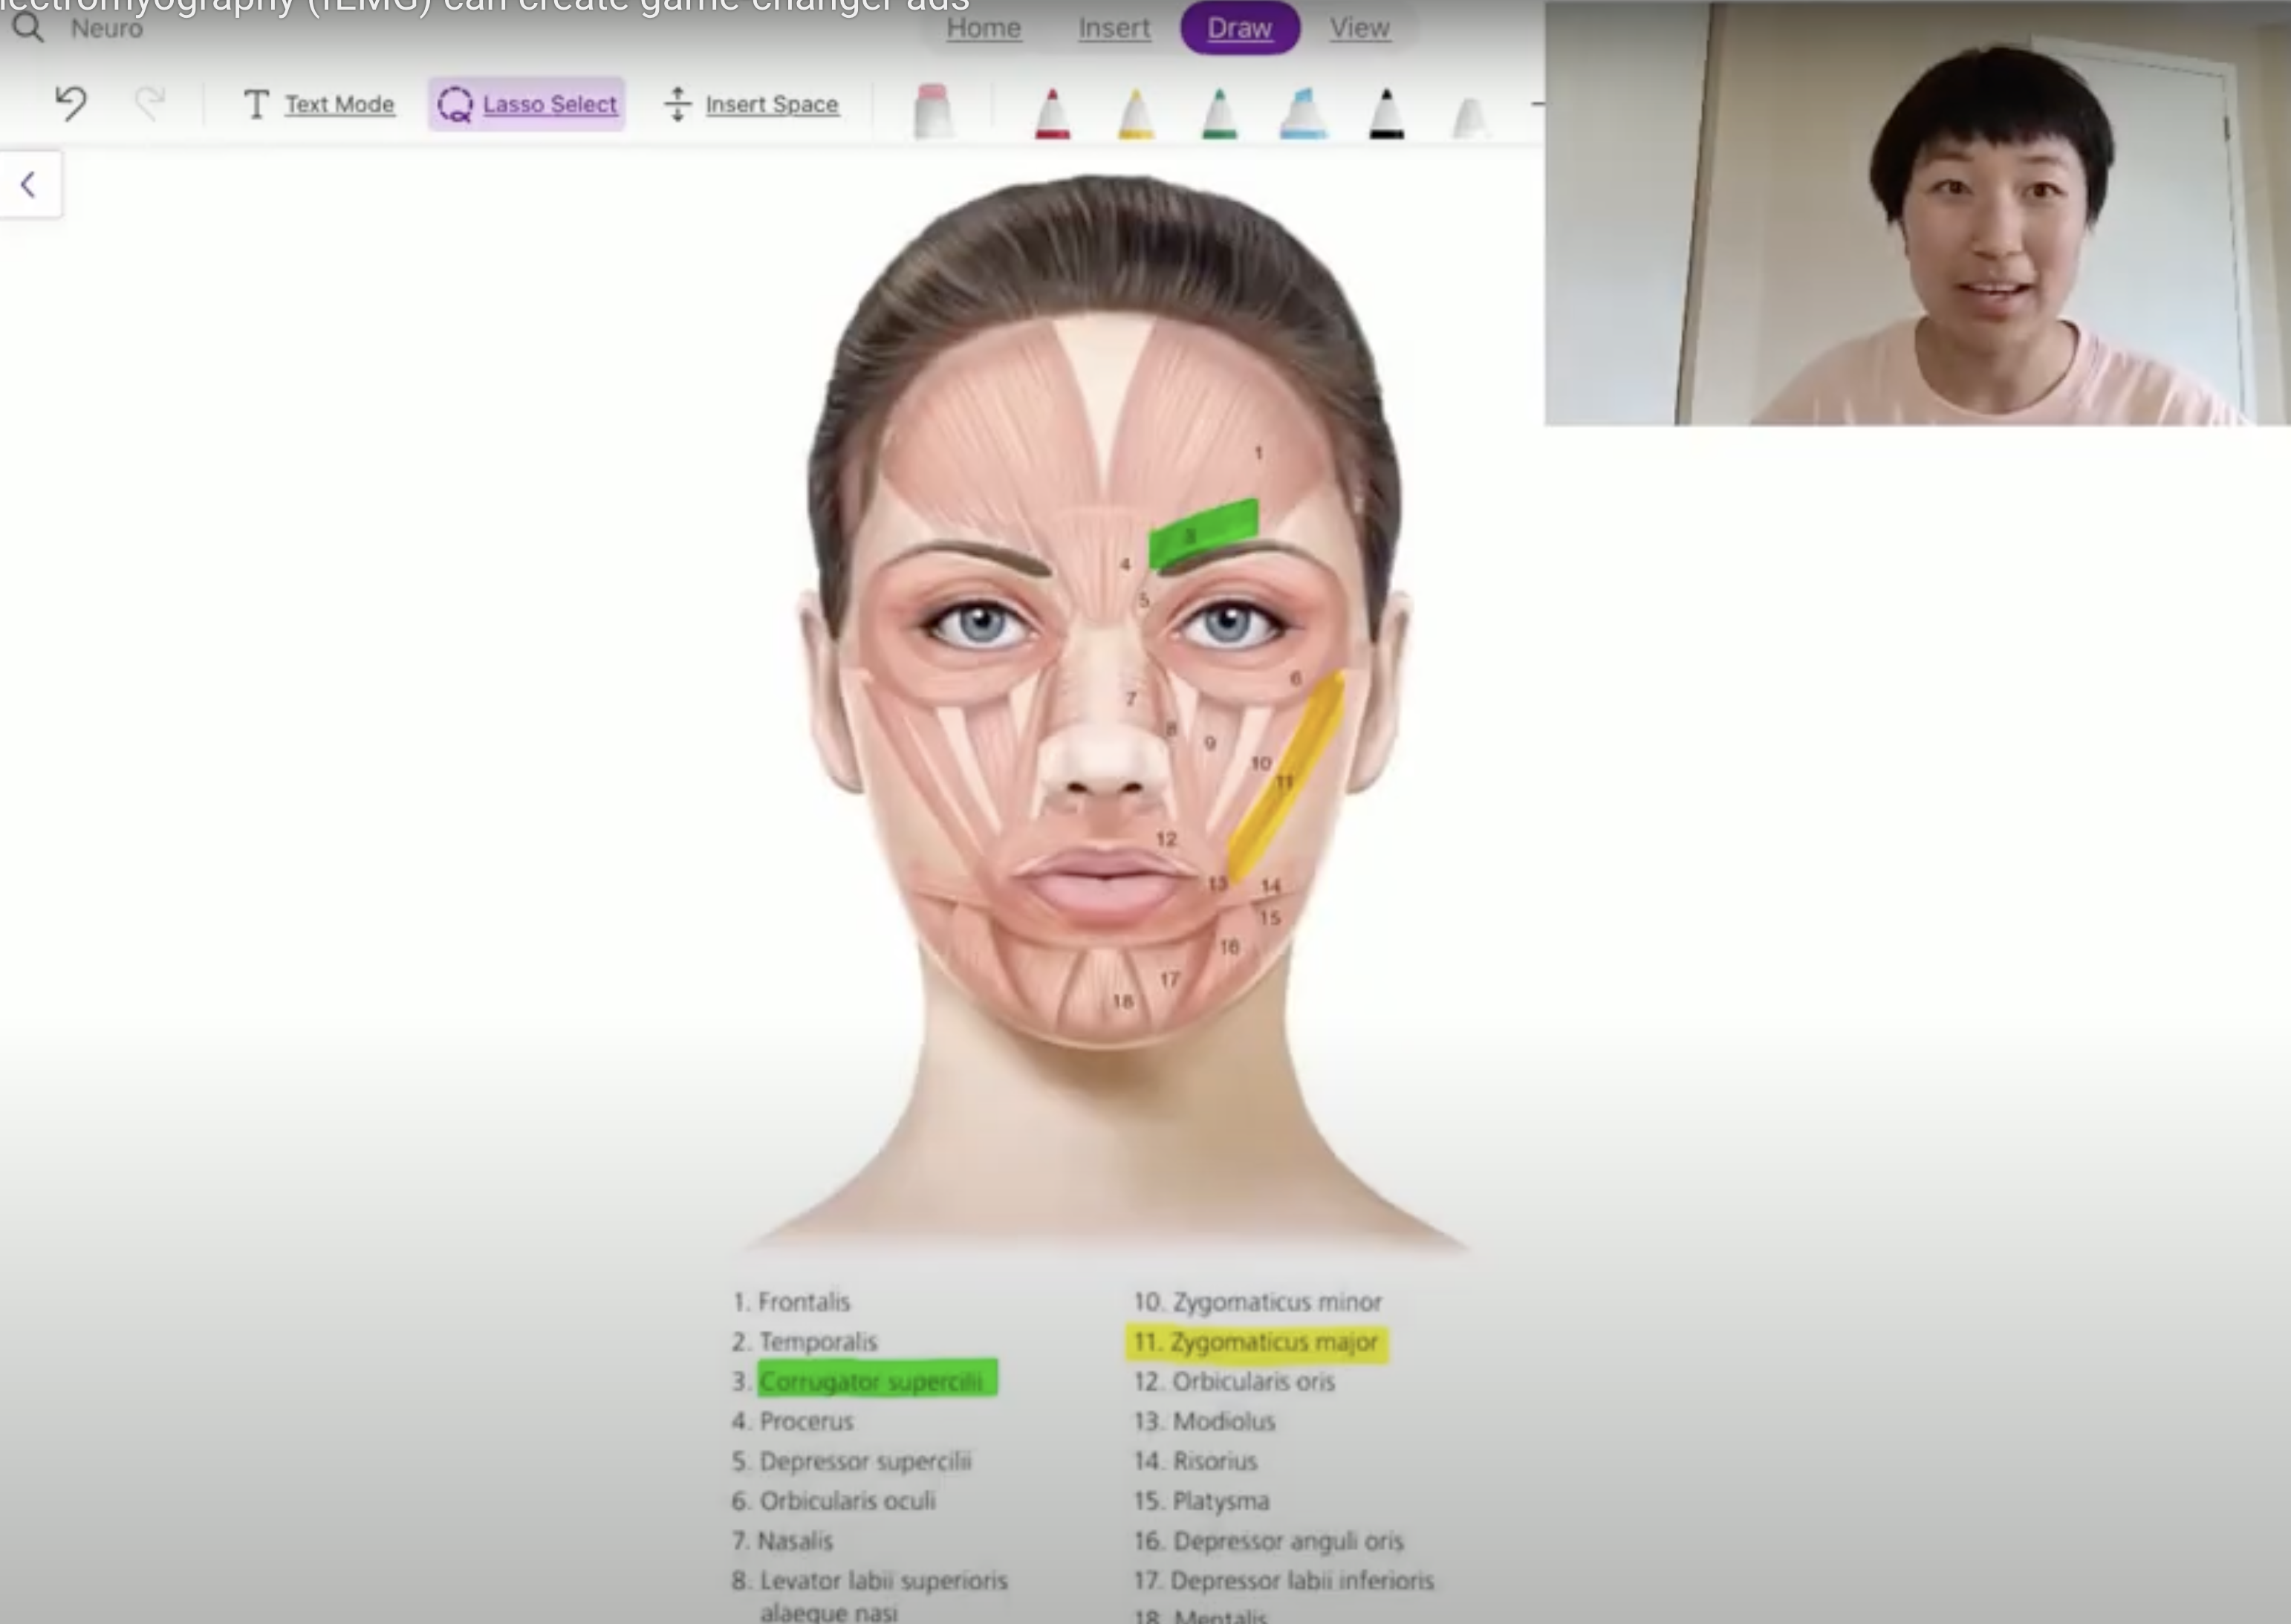 lectromyography (fEMG) can create game-changer ads
Neuro
Home Insert Draw View
T Text Mode Lasso Select Insert Space
1
3
4
5
6
7
8
9
10
11
12
13 14
15
16
17
18
1. Frontalis
2. Temporalis
3. Corrugator supercilii
4. Procerus
5. Depressor supercilii
6. Orbicularis oculi
7. Nasalis
8. Levator labii superioris
alaeque nasi
10. Zygomaticus minor
11. Zygomaticus major
12. Orbicularis oris
13. Modiolus
14. Risorius
15. Platysma
16. Depressor anguli oris
17. Depressor labii inferioris
18. Mentalis